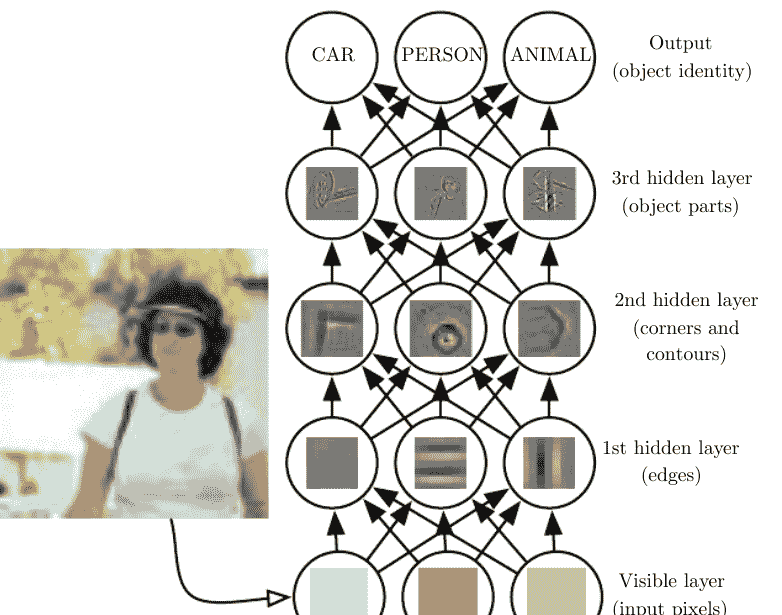 CAR
PERSON
ANIMAL
Output
(object identity)
3rd hidden layer
(object parts)
2nd hidden layer
(corners and
contours)
1st hidden layer
(edges)
Visible layer
(input pixels)